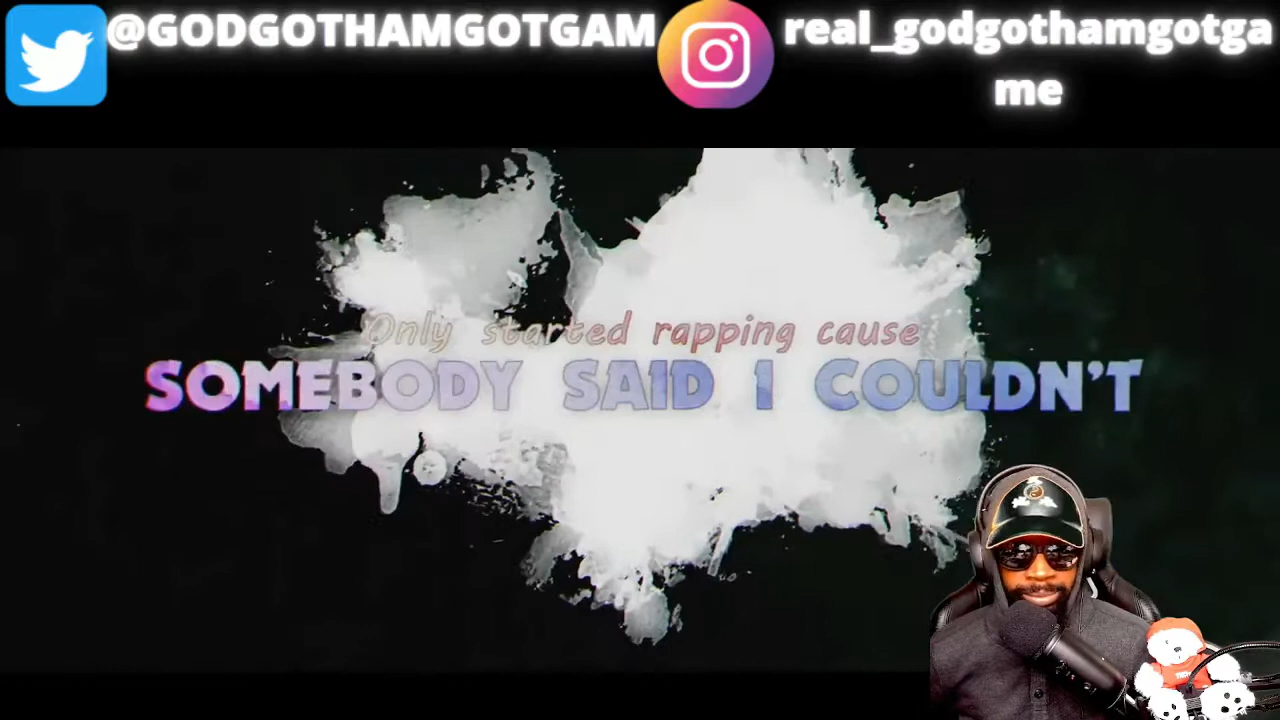 @GODGOTHAMGOTGAM
real_godgothamgotga
me
Only started rapping cause
SOMEBODY SAID I COULDN'T